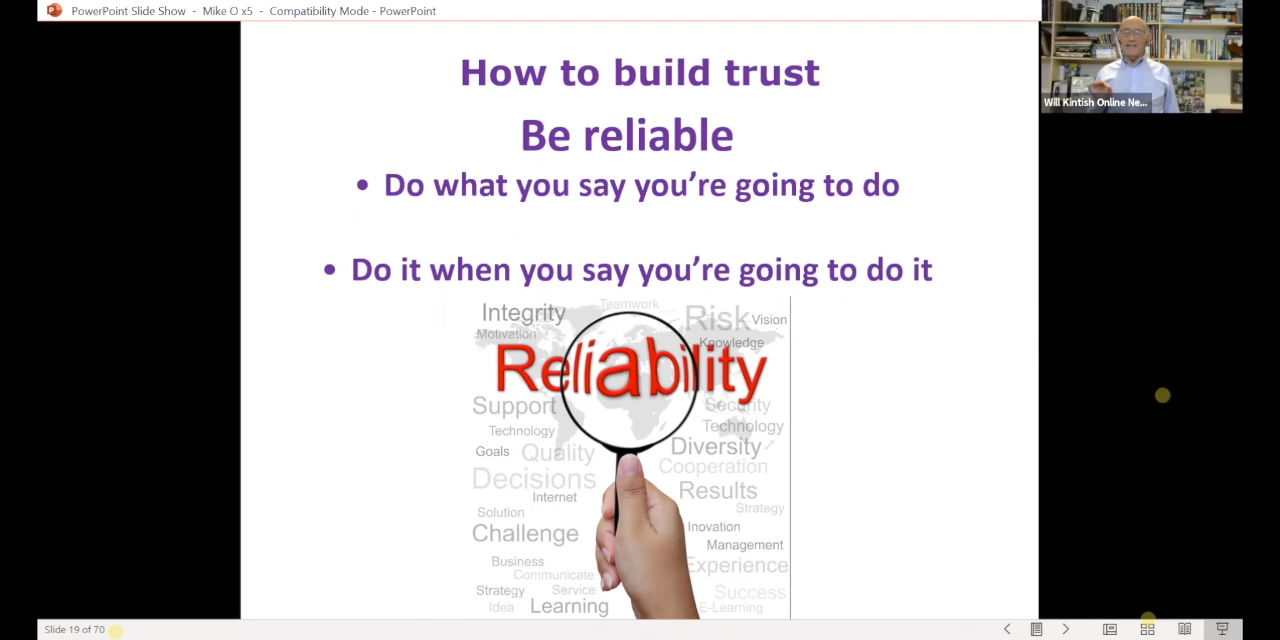 PowerPoint Slide Show - Mike O x5 - Compatibility Mode - PowerPoint
Will Kintish Online Ne...
How to build trust
Be reliable
• Do what you say you're going to do
• Do it when you say you're going to do it
Teamwork
Integrity
Risk
Vision
Motivation
Knowledge
Reliability
Support
Security
Technology
Technology
Goals
Quality
Diversity
Cooperation
Decisions
Results
Internet
Strategy
Solution
Challenge
Inovation
Management
Business
Experience
Communicate
Strategy
Service
Success
Idea
Learning
E-Learning
Slide 19 of 70